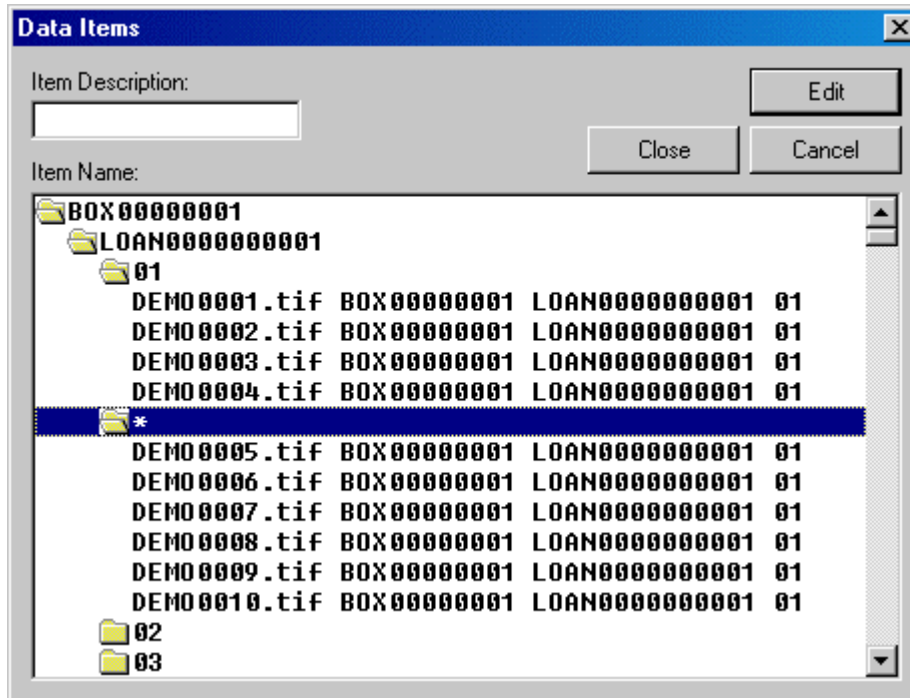 Data Items
Item Description:
Edit
Close
Cancel
Item Name:
BOX00000001
LOAN0000000001
01
DEMO0001.tif BOX00000001 LOAN0000000001 01
DEMO0002.tif BOX00000001 LOAN0000000001 01
DEMO0003.tif BOX00000001 LOAN0000000001 01
DEMO0004.tif BOX00000001 LOAN0000000001 01
*
DEMO0005.tif BOX00000001 LOAN0000000001 01
DEMO0006.tif BOX00000001 LOAN0000000001 01
DEMO0007.tif BOX00000001 LOAN0000000001 01
DEMO0008.tif BOX00000001 LOAN0000000001 01
DEMO0009.tif BOX00000001 LOAN0000000001 01
DEMO0010.tif BOX00000001 LOAN0000000001 01
02
03